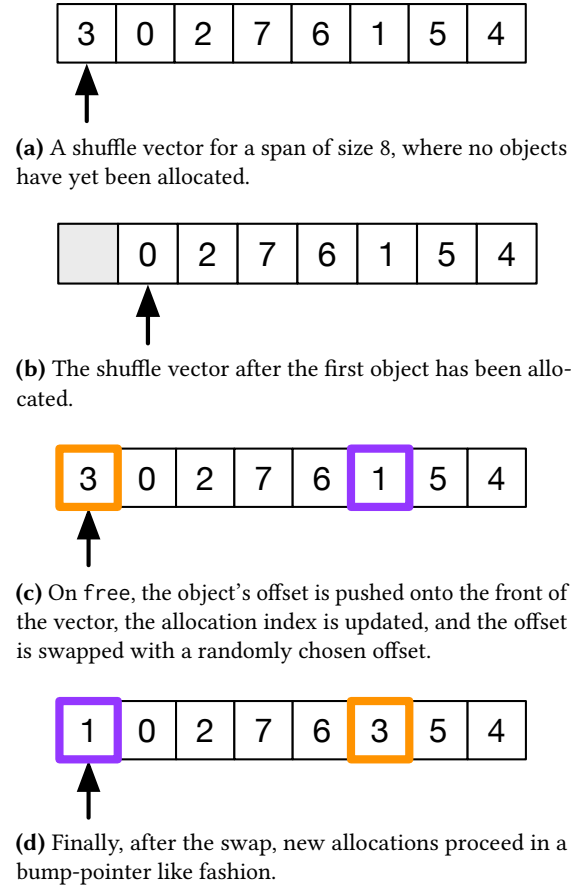 3 0 2 7 6 1 5 4
(a) A shuffle vector for a span of size 8, where no objects
have yet been allocated.
0 2 7 6 1 5 4
(b) The shuffle vector after the first object has been allo-
cated.
3 0 2 7 6 1 5 4
(c) On free, the object's offset is pushed onto the front of
the vector, the allocation index is updated, and the offset
is swapped with a randomly chosen offset.
1 0 2 7 6 3 5 4
(d) Finally, after the swap, new allocations proceed in a
bump-pointer like fashion.